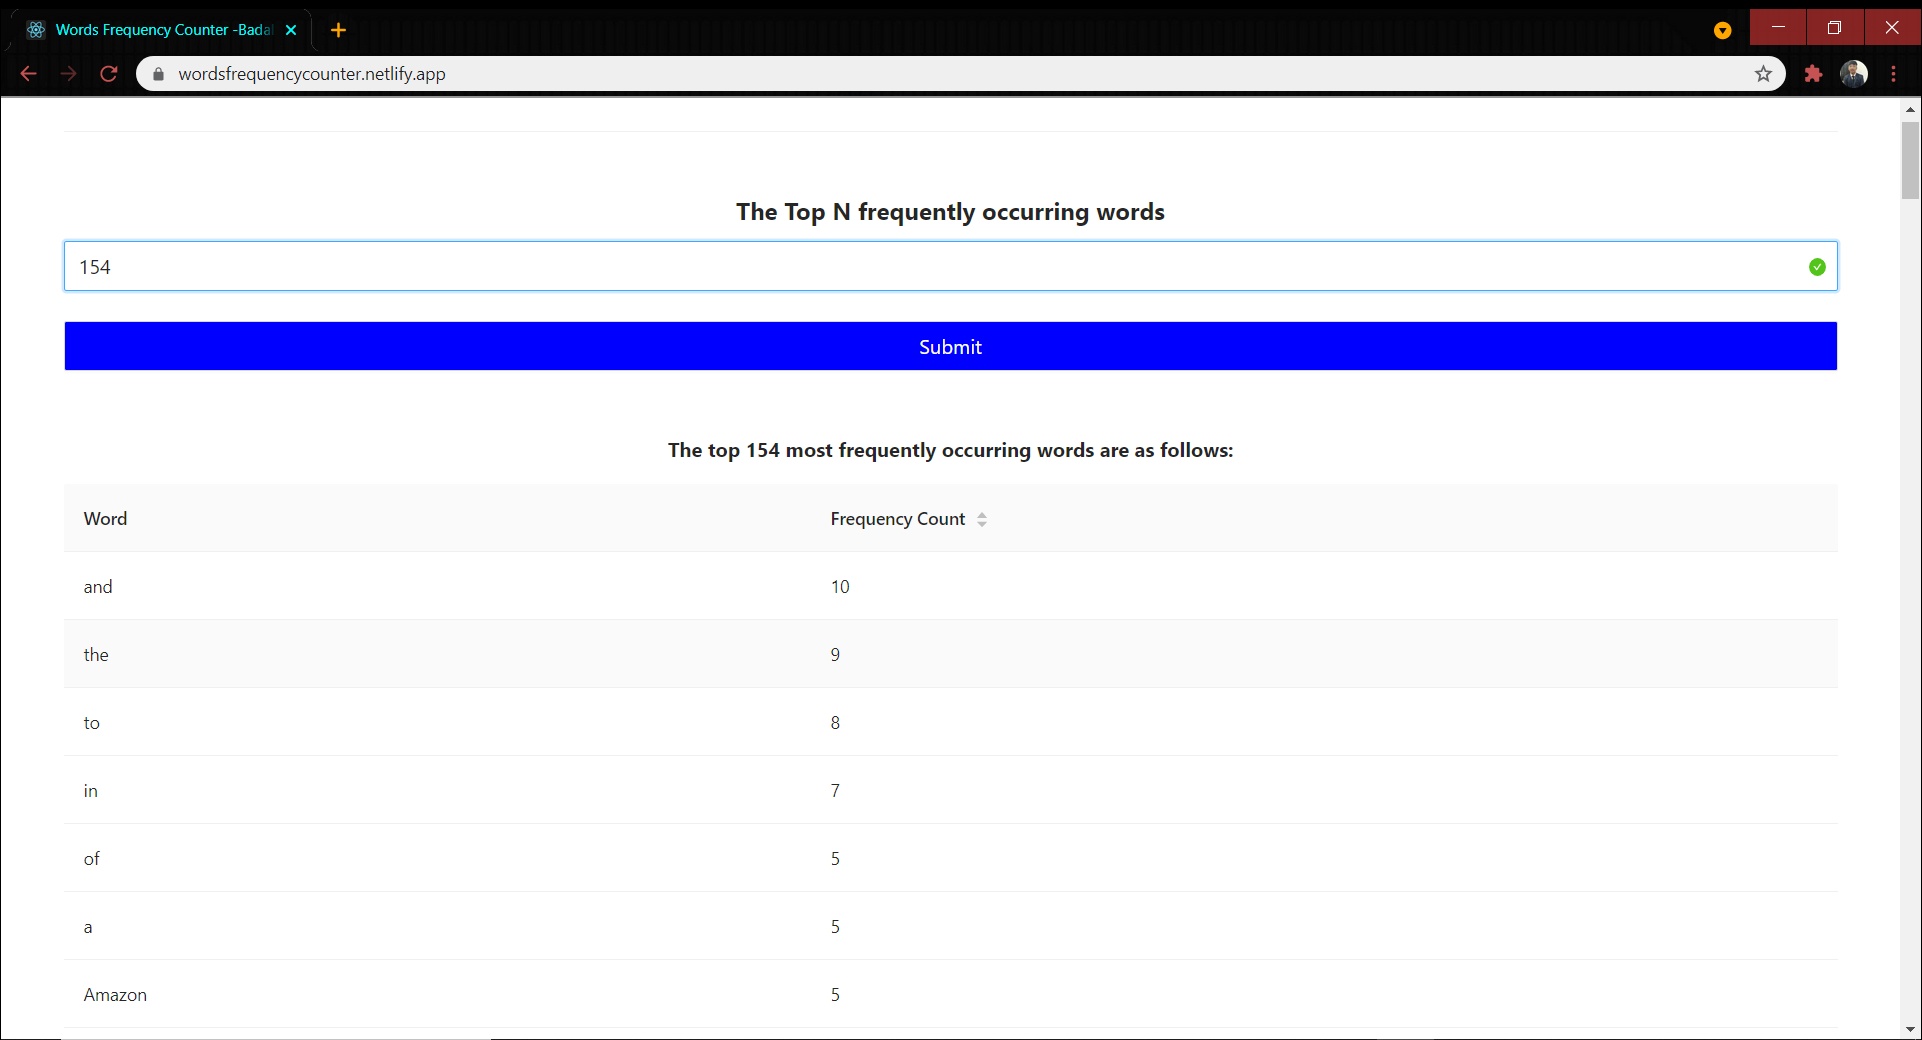 Words Frequency Counter -Badal
wordsfrequencycounter.netlify.app
The Top N frequently occurring words
154
Submit
The top 154 most frequently occurring words are as follows:
Word Frequency Count
and 10
the 9
to 8
in 7
of 5
a 5
Amazon 5